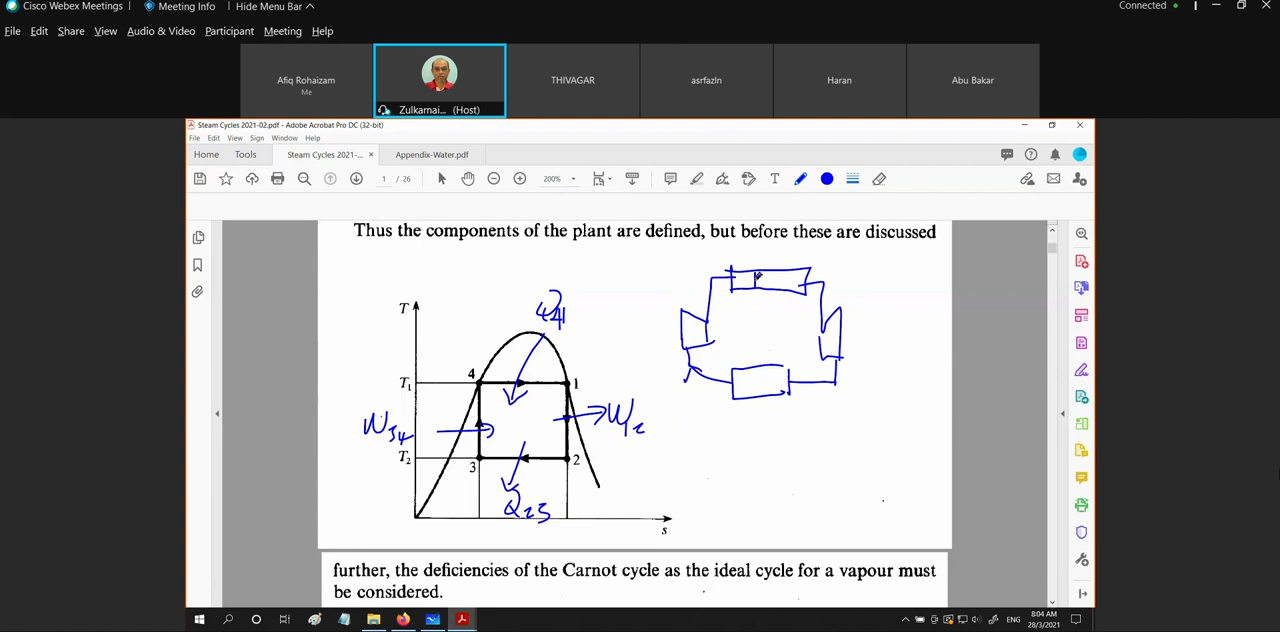 Cisco Webex Meetings | Meeting Info | Hide Menu Bar
Connected
File Edit Share View Audio & Video Participant Meeting Help
Afiq Rohaizam
Me
Zulkarnai... (Host)
THIVAGAR
asrfazln
Haran
Abu Bakar
Steam Cycles 2021-02.pdf - Adobe Acrobat Pro DC (32-bit)
File Edit View Sign Window Help
Home Tools Steam Cycles 2021-... × Appendix-Water.pdf
1 / 26 200%
Thus the components of the plant are defined, but before these are discussed
T
Q41
4
T1
1
W34
W12
T2
3
2
Q23
s
further, the deficiencies of the Carnot cycle as the ideal cycle for a vapour must
be considered.
ENG
8:04 AM
28/3/2021